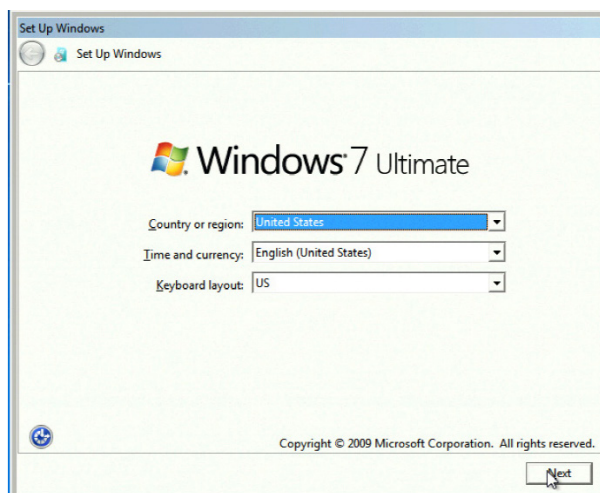 Set Up Windows
Set Up Windows
Windows 7 Ultimate
Country or region: United States
Time and currency: English (United States)
Keyboard layout: US
Copyright © 2009 Microsoft Corporation. All rights reserved.
Next